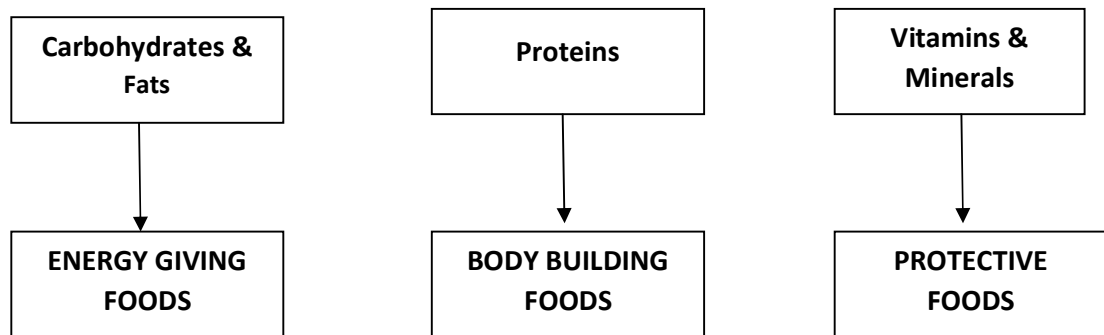 Carbohydrates &
Fats
Proteins
Vitamins &
Minerals
ENERGY GIVING
FOODS
BODY BUILDING
FOODS
PROTECTIVE
FOODS